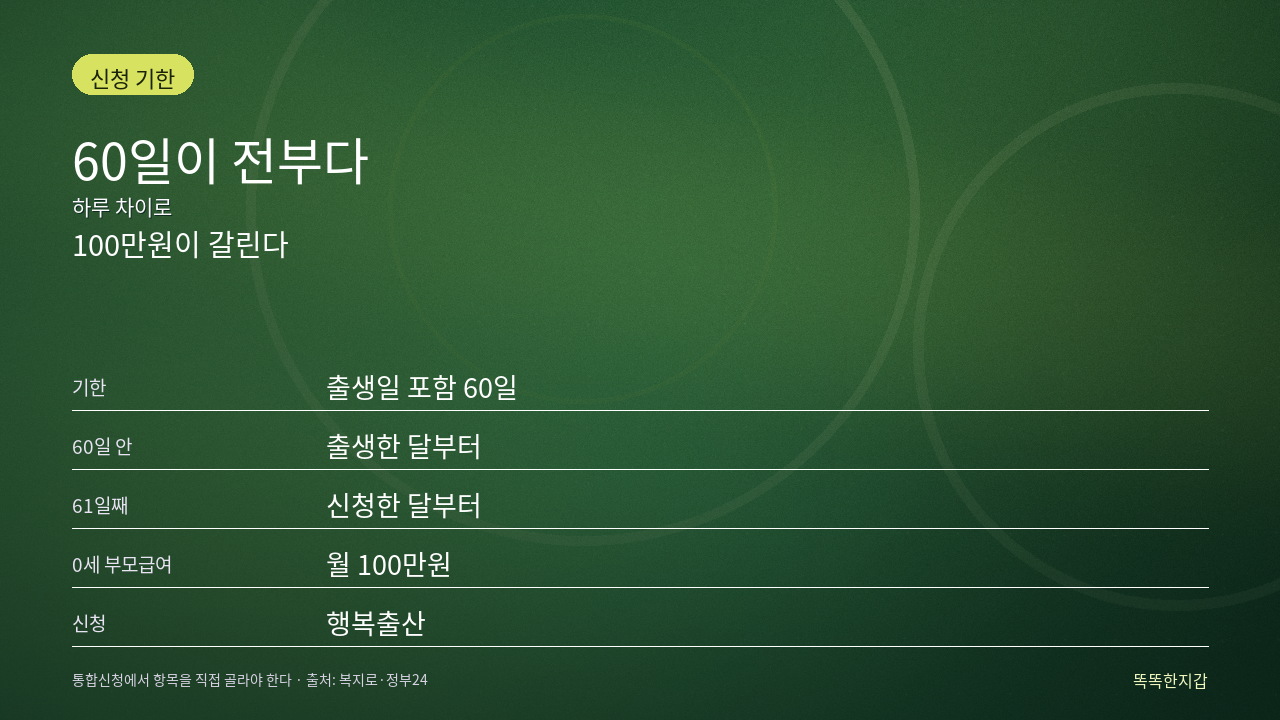 신청 기한
60일이 전부다
하루 차이로
100만원이 갈린다
기한 출생일 포함 60일
60일 안 출생한 달부터
61일째 신청한 달부터
0세 부모급여 월 100만원
신청 행복출산
통합신청에서 항목을 직접 골라야 한다 · 출처: 복지로·정부24
똑똑한지갑